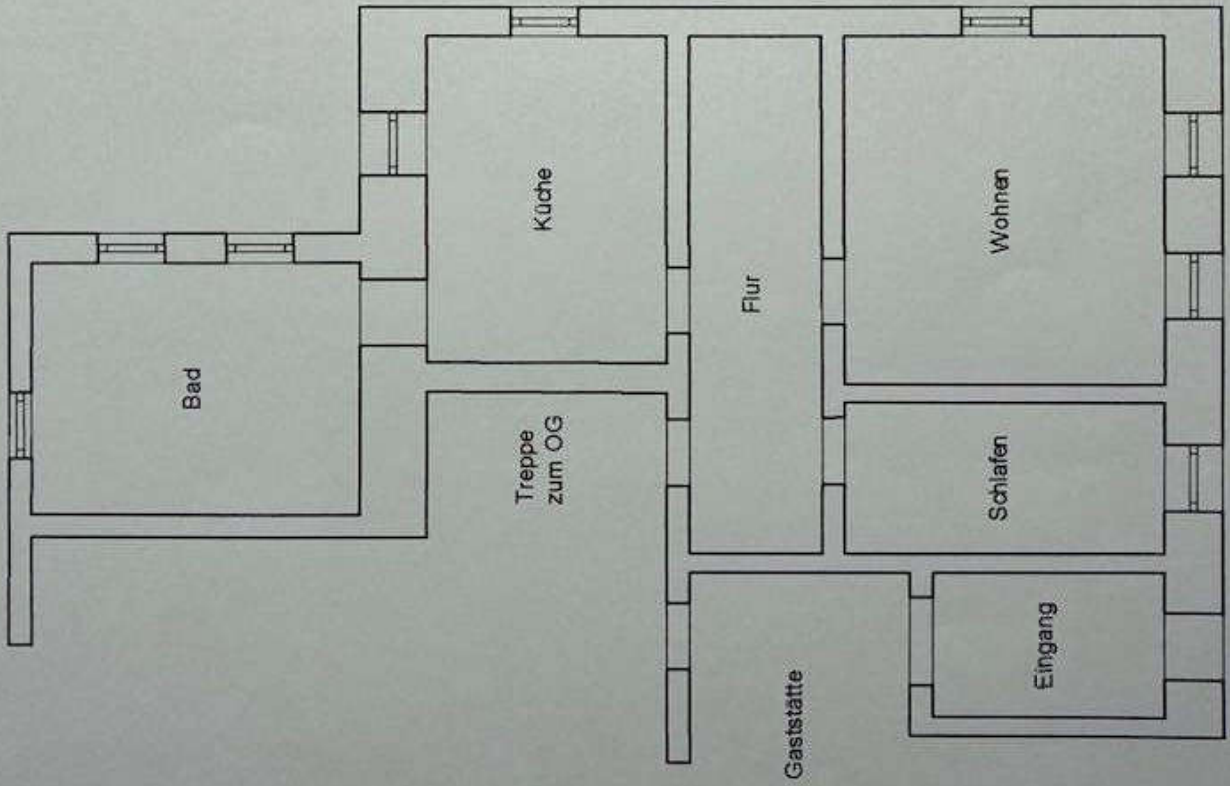 Bad
Küche
Treppe
zum OG
Flur
Wohnen
Schlafen
Eingang
Gaststätte